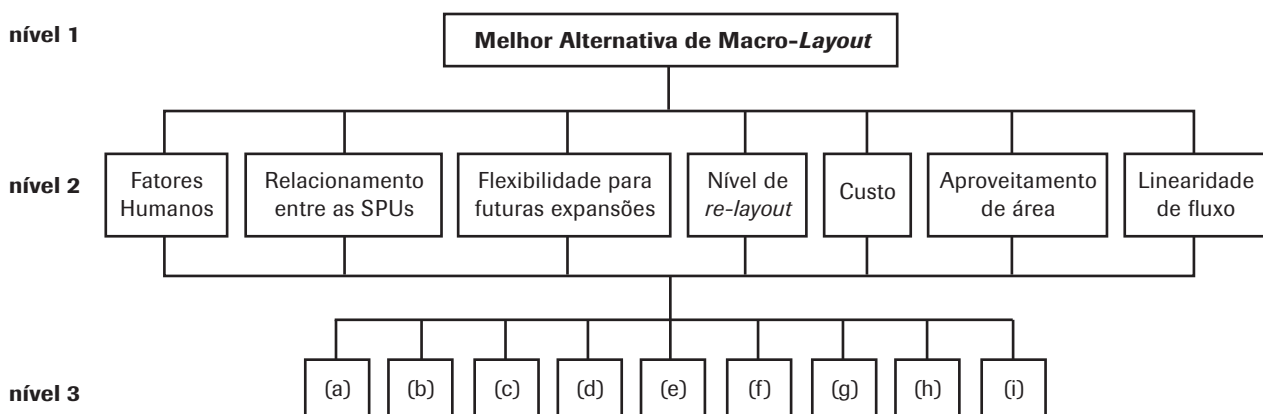 nível 1
Melhor Alternativa de Macro-Layout
nível 2
Fatores
Humanos
Relacionamento
entre as SPUs
Flexibilidade para
futuras expansões
Nível de
re-layout
Custo
Aproveitamento
de área
Linearidade
de fluxo
nível 3
(a) (b) (c) (d) (e) (f) (g) (h) (i)